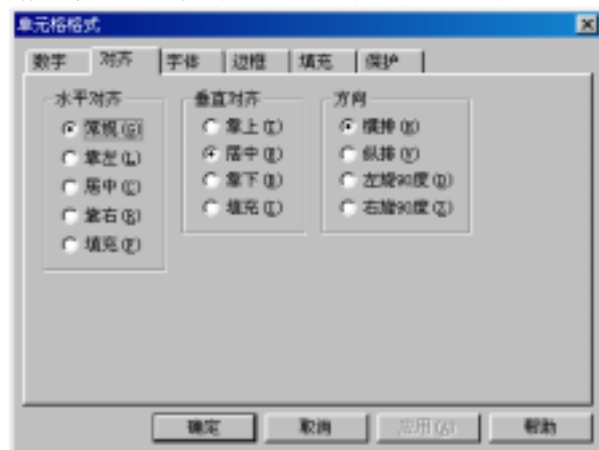 单元格格式
数字 对齐 字体 边框 填充 保护
水平对齐 垂直对齐 方向
常规(G) 靠上(T) 横排(H)
靠左(L) 居中(E) 纵排(V)
居中(C) 靠下(B) 左旋90度(D)
靠右(R) 填充(I) 右旋90度(Z)
填充(F)
确定 取消 应用(A) 帮助